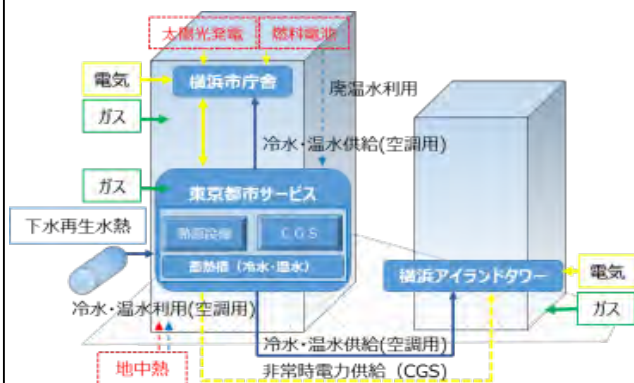 太陽光発電
燃料電池
電気
横浜市庁舎
廃温水利用
ガス
冷水・温水供給(空調用)
ガス
東京都市サービス
熱源設備
CGS
下水再生水熱
蓄熱槽（冷水・温水）
横浜アイランドタワー
電気
冷水・温水利用(空調用)
ガス
冷水・温水供給(空調用)
地中熱
非常時電力供給（CGS）